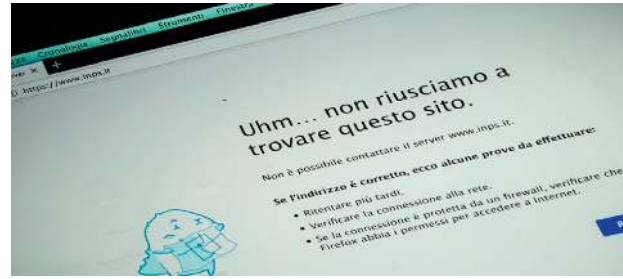 Cronologia Segnalibri Strumenti Finestra
https://www.inps.it
Uhm... non riusciamo a
trovare questo sito.
Non è possibile contattare il server www.inps.it.
Se l'indirizzo è corretto, ecco alcune prove da effettuare:
• Ritentare più tardi.
• Verificare la connessione alla rete.
• Se la connessione è protetta da un firewall, verificare che
Firefox abbia i permessi per accedere a Internet.